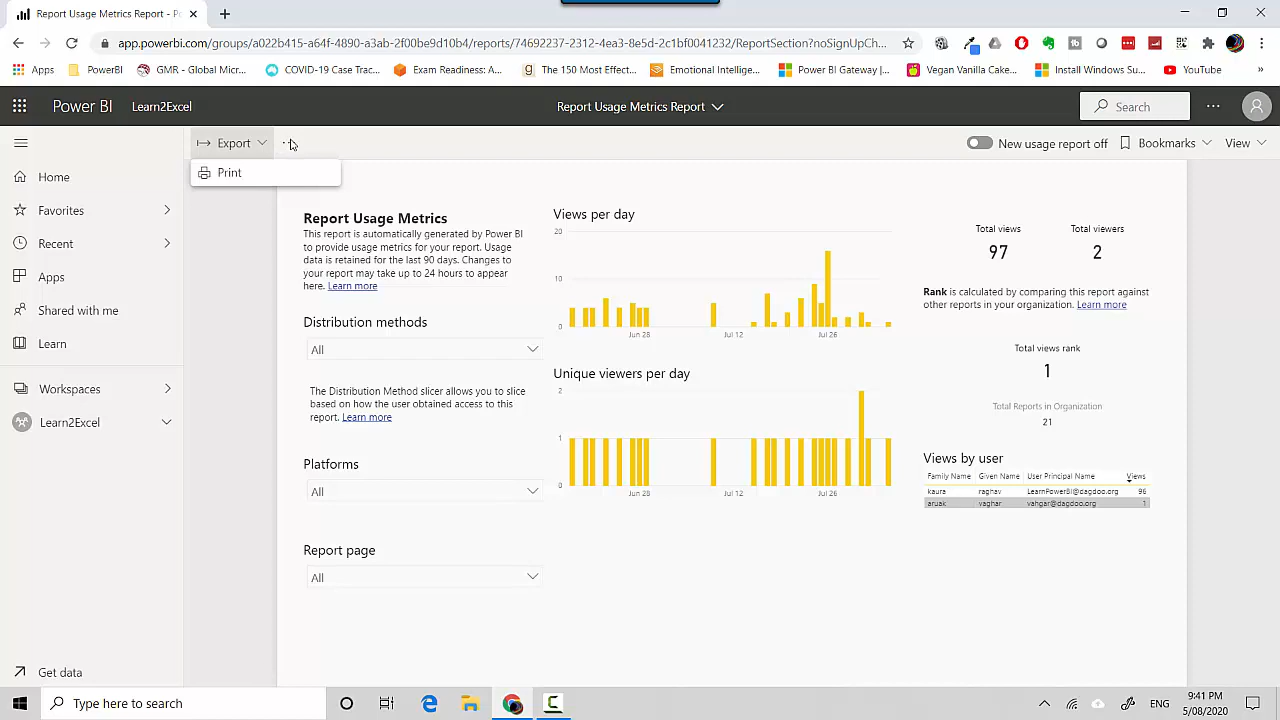 Report Usage Metrics Report - P
app.powerbi.com/groups/a022b415-a64f-4890-a3ab-2f00b8d1d1b4/reports/74692237-2312-4ea3-8e5d-2c1bf0041232/ReportSection?noSignUpCh...
Apps
PowerBI
GMR - Global Micr...
COVID-19 Care Trac...
Exam Readiness: A...
The 150 Most Effect...
Emotional Intellige...
Power BI Gateway |...
Vegan Vanilla Cake...
Install Windows Su...
YouTube
»
Power BI
Learn2Excel
Report Usage Metrics Report
Search
Export
New usage report off
Bookmarks
View
Print
Home
Favorites
Recent
Apps
Shared with me
Learn
Workspaces
Learn2Excel
Get data
Report Usage Metrics
This report is automatically generated by Power BI
to provide usage metrics for your report. Usage
data is retained for the last 90 days. Changes to
your report may take up to 24 hours to appear
here. Learn more
Distribution methods
All
The Distribution Method slicer allows you to slice
based on how the user obtained access to this
report. Learn more
Platforms
All
Report page
All
Views per day
20
10
0
Jun 28
Jul 12
Jul 26
Unique viewers per day
2
1
0
Jun 28
Jul 12
Jul 26
Total views
97
Total viewers
2
Rank is calculated by comparing this report against
other reports in your organization. Learn more
Total views rank
1
Total Reports in Organization
21
Views by user
Family Name Given Name User Principal Name Views
kaura raghav LearnPowerBI@dagdoo.org 96
aruak vaghar vahgar@dagdoo.org 1
Type here to search
ENG
9:41 PM
5/08/2020